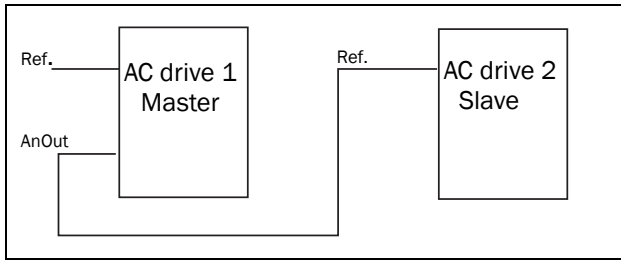 Ref.
AC drive 1
Master
AnOut
Ref.
AC drive 2
Slave